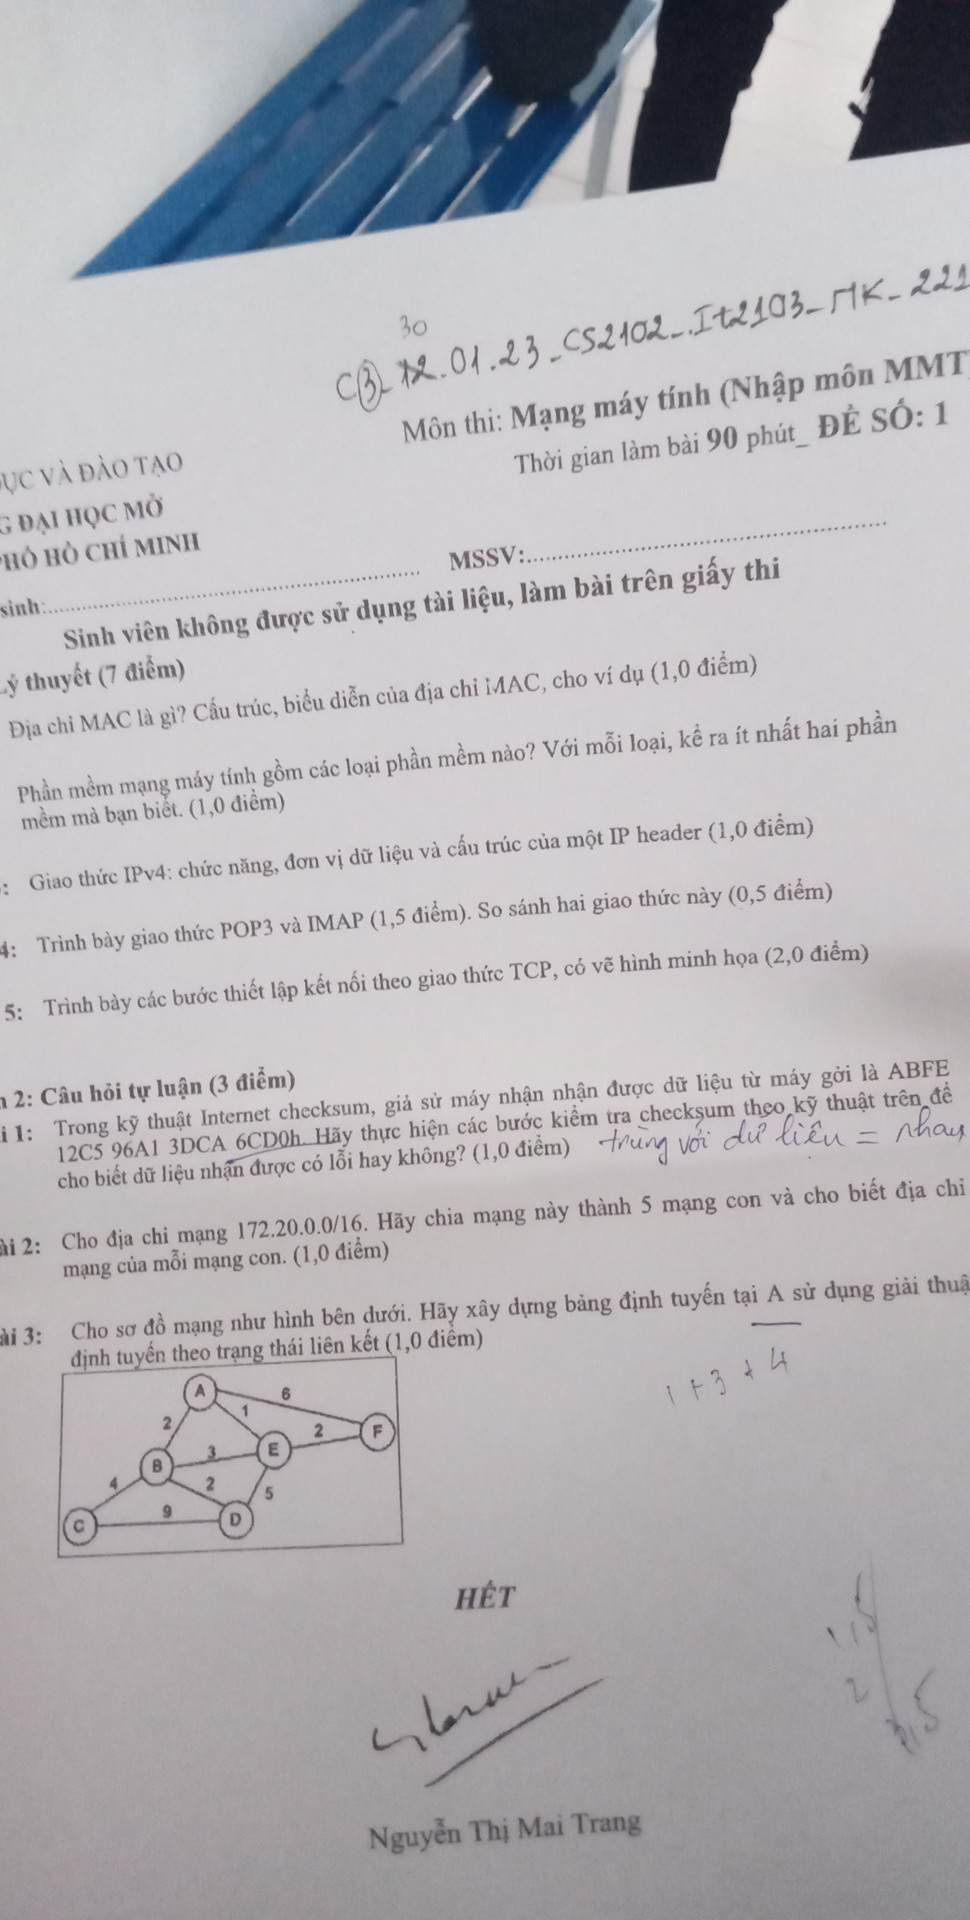 30
CB_12.01.23_CS2102_.It2103_MK_221
Môn thi: Mạng máy tính (Nhập môn MMT
Thời gian làm bài 90 phút_ ĐỀ SỐ: 1
ỤC VÀ ĐÀO TẠO
G ĐẠI HỌC MỞ
HỐ HỒ CHÍ MINH
sinh: MSSV:
Sinh viên không được sử dụng tài liệu, làm bài trên giấy thi
Lý thuyết (7 điểm)
Địa chỉ MAC là gì? Cấu trúc, biểu diễn của địa chỉ MAC, cho ví dụ (1,0 điểm)
Phần mềm mạng máy tính gồm các loại phần mềm nào? Với mỗi loại, kể ra ít nhất hai phần
mềm mà bạn biết. (1,0 điểm)
: Giao thức IPv4: chức năng, đơn vị dữ liệu và cấu trúc của một IP header (1,0 điểm)
4: Trình bày giao thức POP3 và IMAP (1,5 điểm). So sánh hai giao thức này (0,5 điểm)
5: Trình bày các bước thiết lập kết nối theo giao thức TCP, có vẽ hình minh họa (2,0 điểm)
n 2: Câu hỏi tự luận (3 điểm)
i 1: Trong kỹ thuật Internet checksum, giả sử máy nhận nhận được dữ liệu từ máy gởi là ABFE
12C5 96A1 3DCA 6CD0h. Hãy thực hiện các bước kiểm tra checksum theo kỹ thuật trên để
cho biết dữ liệu nhận được có lỗi hay không? (1,0 điểm) trùng với dữ liệu = nhau
ài 2: Cho địa chỉ mạng 172.20.0.0/16. Hãy chia mạng này thành 5 mạng con và cho biết địa chỉ
mạng của mỗi mạng con. (1,0 điểm)
ài 3: Cho sơ đồ mạng như hình bên dưới. Hãy xây dựng bảng định tuyến tại A sử dụng giải thuậ
định tuyến theo trạng thái liên kết (1,0 điểm)
1 + 3 + 4
A 6
2 1
2 F
B 3 E
4 2 5
9
C D
HẾT
Nguyễn Thị Mai Trang